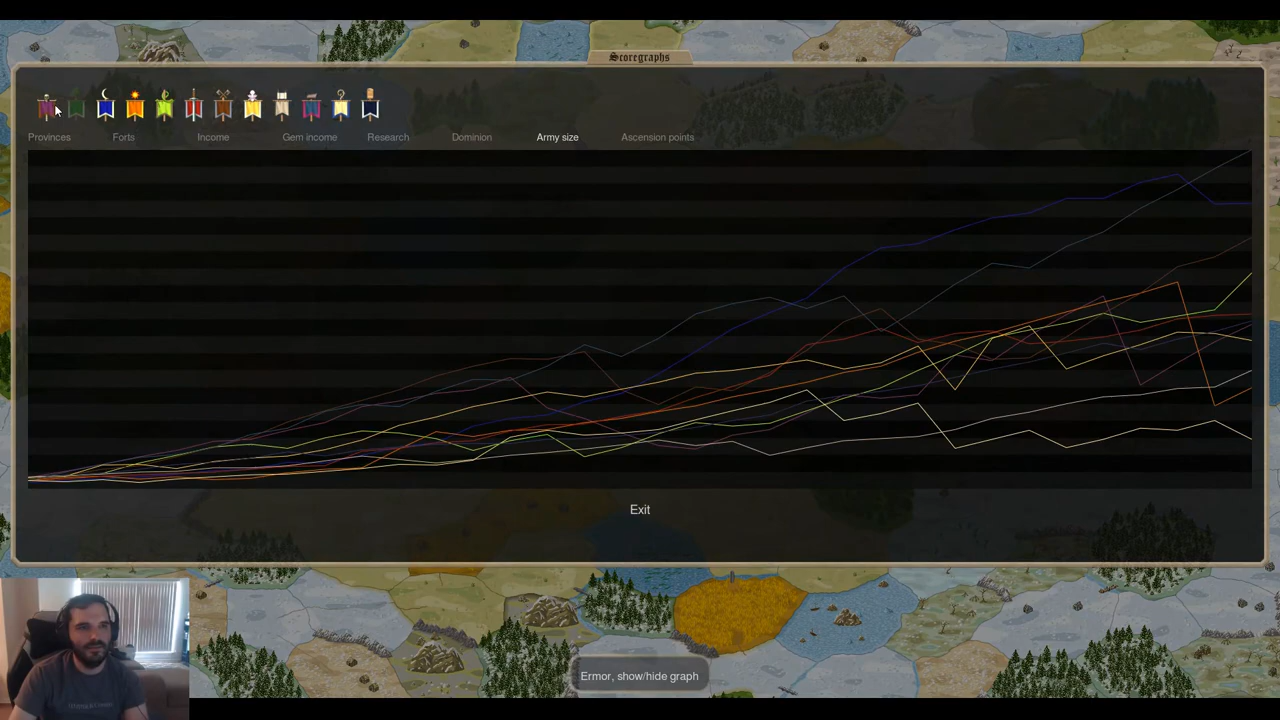 Scoregraphs
Provinces Forts Income Gem income Research Dominion Army size Ascension points
Exit
Ermor, show/hide graph